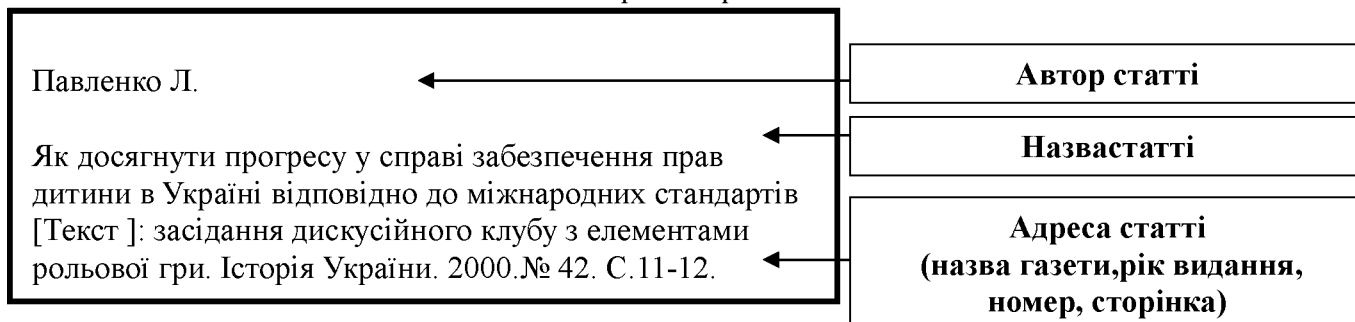 Павленко Л.
Як досягнути прогресу у справі забезпечення прав
дитини в Україні відповідно до міжнародних стандартів
[Текст ]: засідання дискусійного клубу з елементами
рольової гри. Історія України. 2000.№ 42. С.11-12.
Автор статті
Назвастатті
Адреса статті
(назва газети,рік видання,
номер, сторінка)